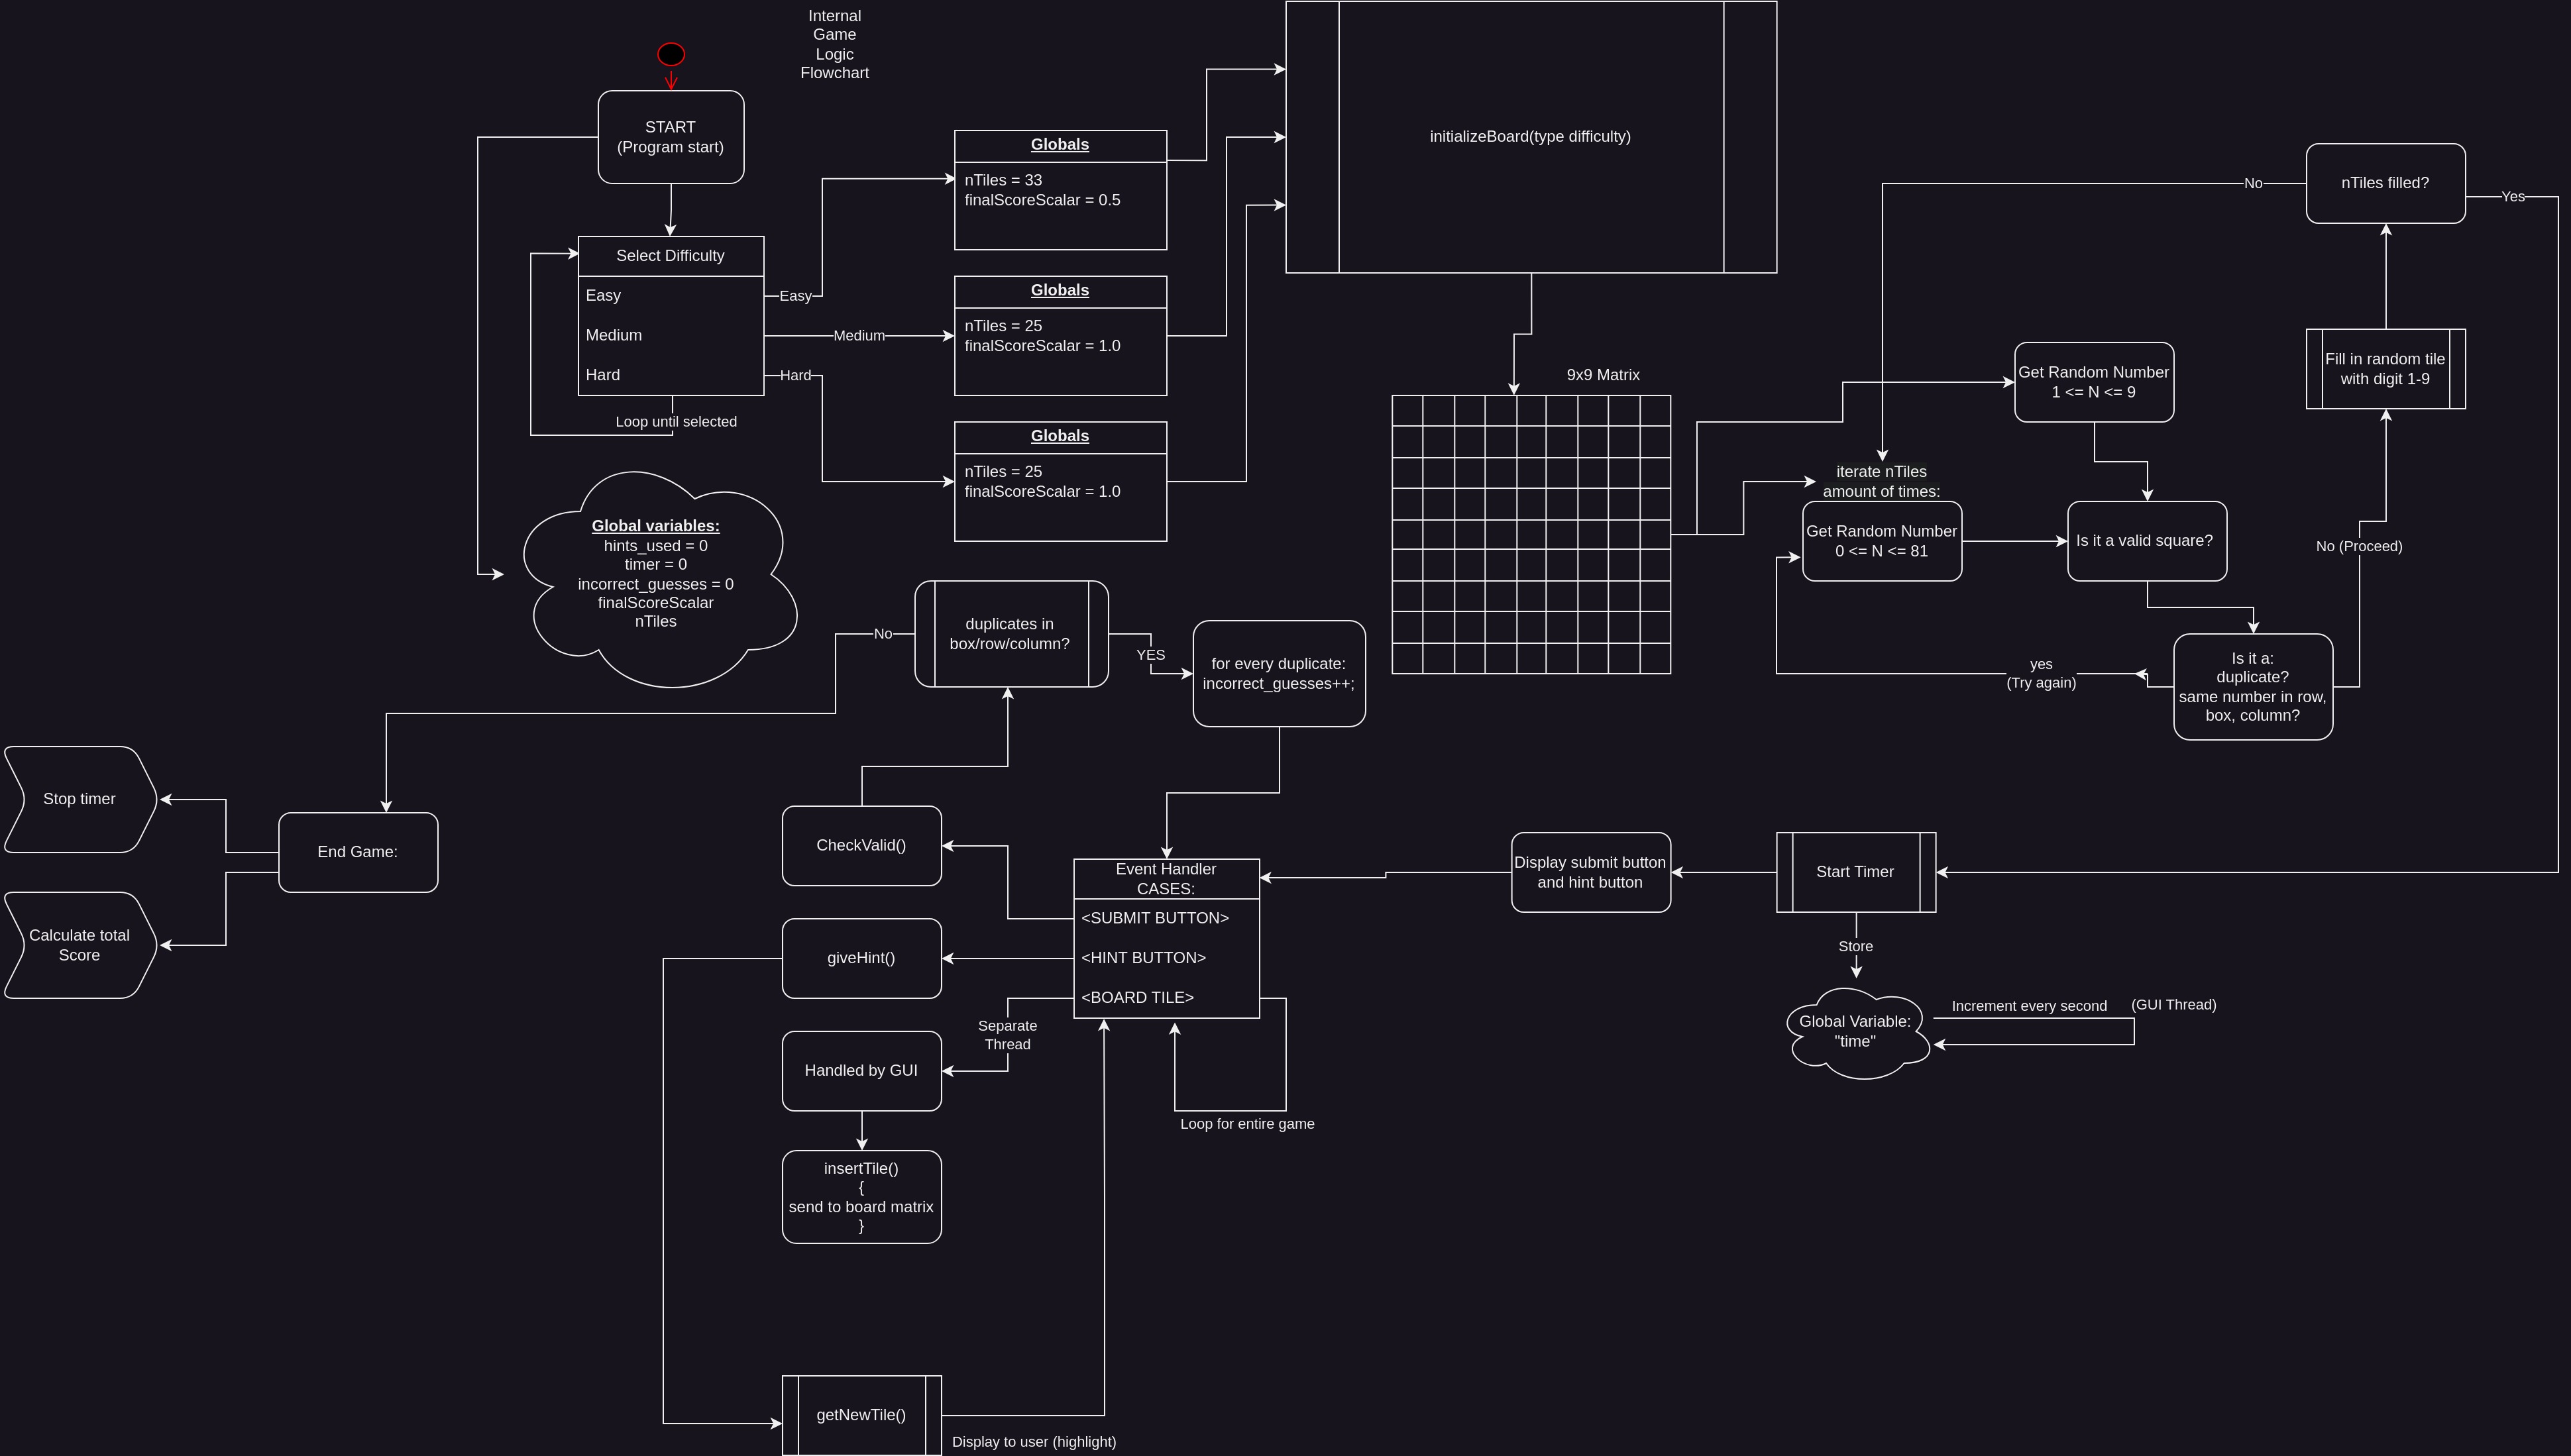 Internal
Game
Logic
Flowchart
START
(Program start)
Select Difficulty
Easy
Medium
Hard
Easy
Medium
Hard
Loop until selected
Globals
nTiles = 33
finalScoreScalar = 0.5
Globals
nTiles = 25
finalScoreScalar = 1.0
Globals
nTiles = 25
finalScoreScalar = 1.0
Global variables:
hints_used = 0
timer = 0
incorrect_guesses = 0
finalScoreScalar
nTiles
initializeBoard(type difficulty)
9x9 Matrix
iterate nTiles
amount of times:
Get Random Number
0 <= N <= 81
Get Random Number
1 <= N <= 9
Is it a valid square?
Is it a:
duplicate?
same number in row,
box, column?
yes
(Try again)
No (Proceed)
Fill in random tile
with digit 1-9
nTiles filled?
No
Yes
duplicates in
box/row/column?
No
YES
for every duplicate:
incorrect_guesses++;
Stop timer
End Game:
Calculate total
Score
CheckValid()
giveHint()
Handled by GUI
insertTile()
{
send to board matrix
}
Separate
Thread
Event Handler
CASES:
<SUBMIT BUTTON>
<HINT BUTTON>
<BOARD TILE>
Loop for entire game
Display submit button
and hint button
Start Timer
Store
Global Variable:
"time"
Increment every second
(GUI Thread)
getNewTile()
Display to user (highlight)